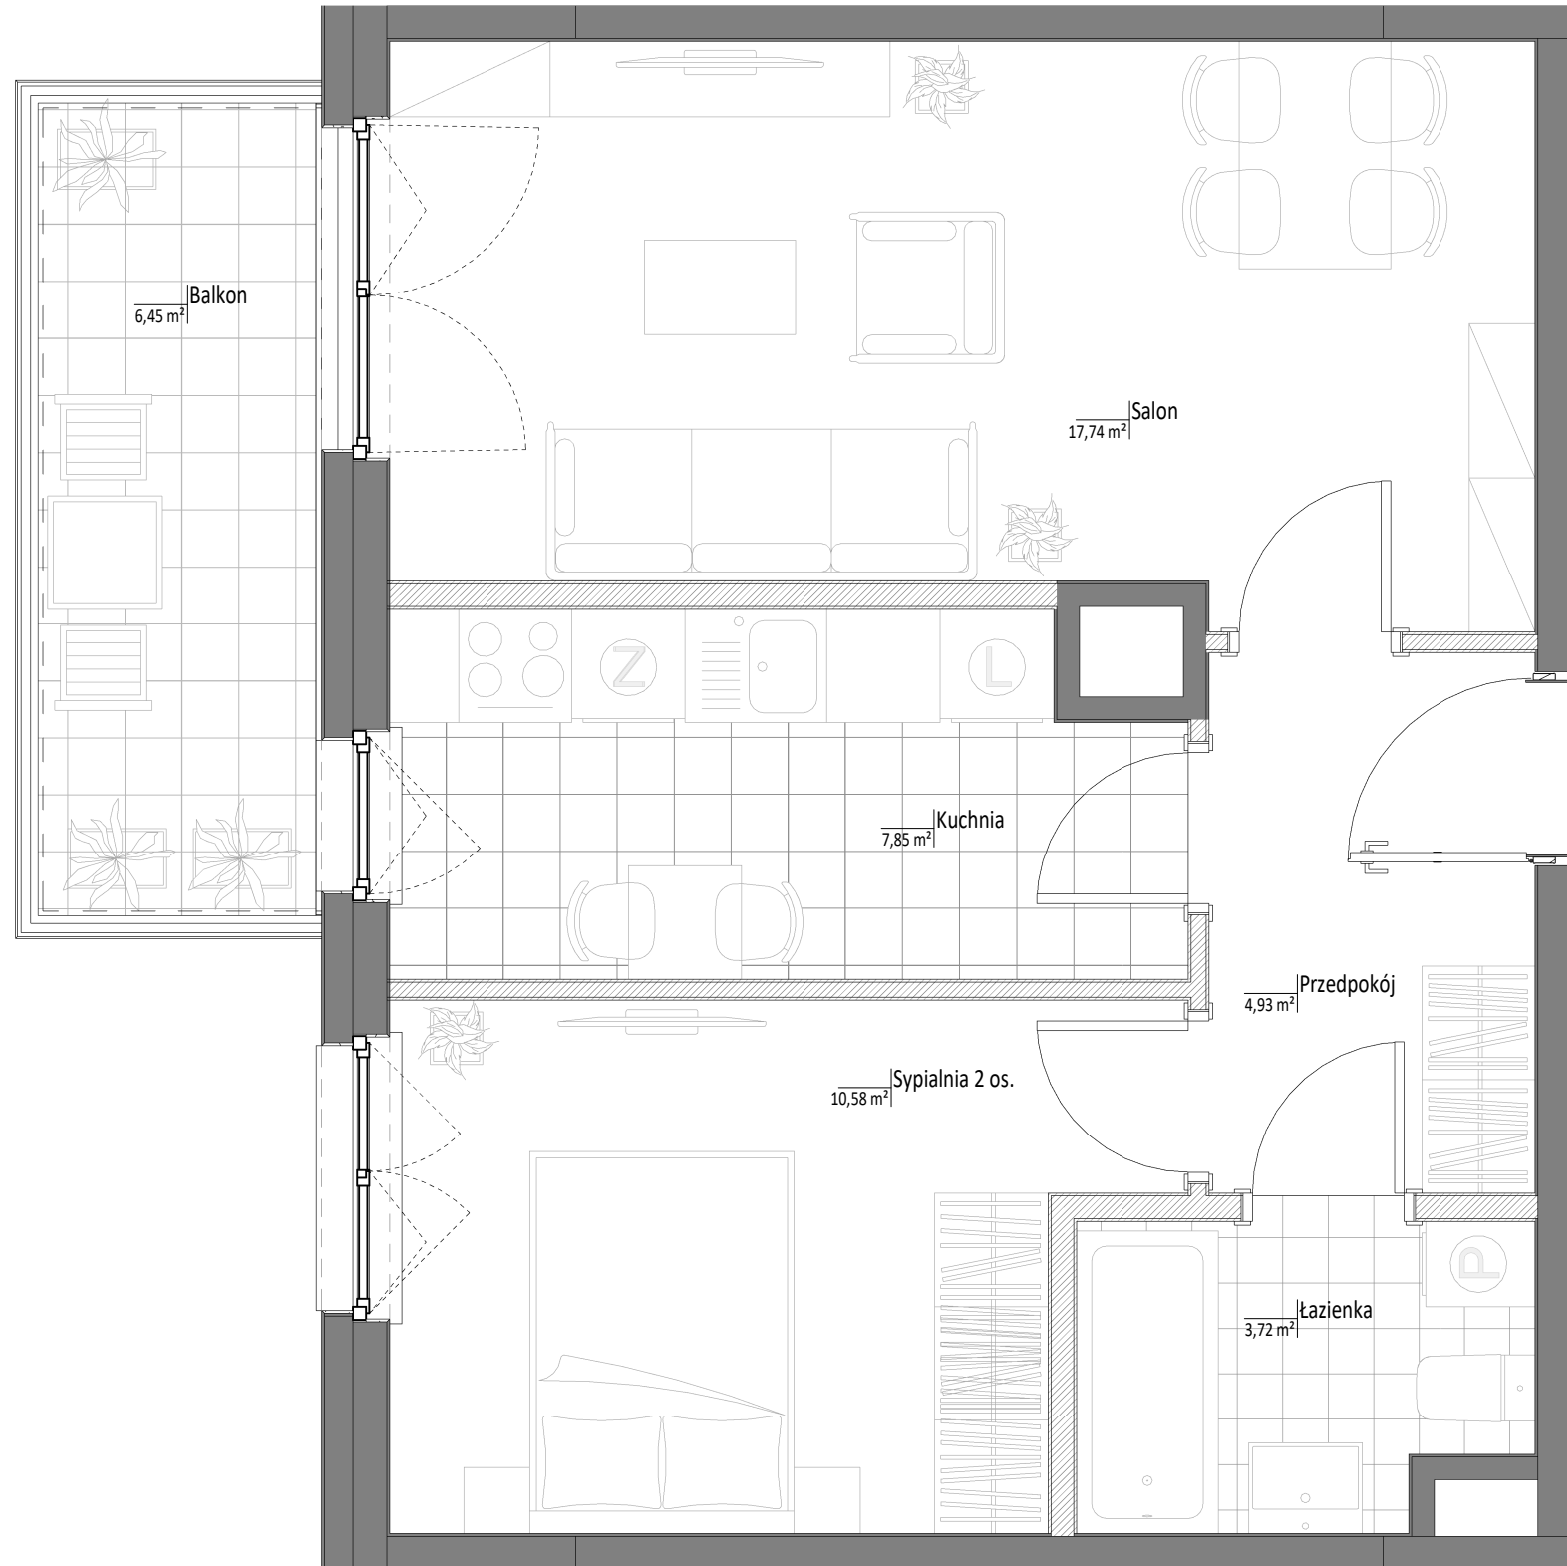 Balkon
6,45 m²
Salon
17,74 m²
Z
L
Kuchnia
7,85 m²
Przedpokój
4,93 m²
Sypialnia 2 os.
10,58 m²
P
Łazienka
3,72 m²